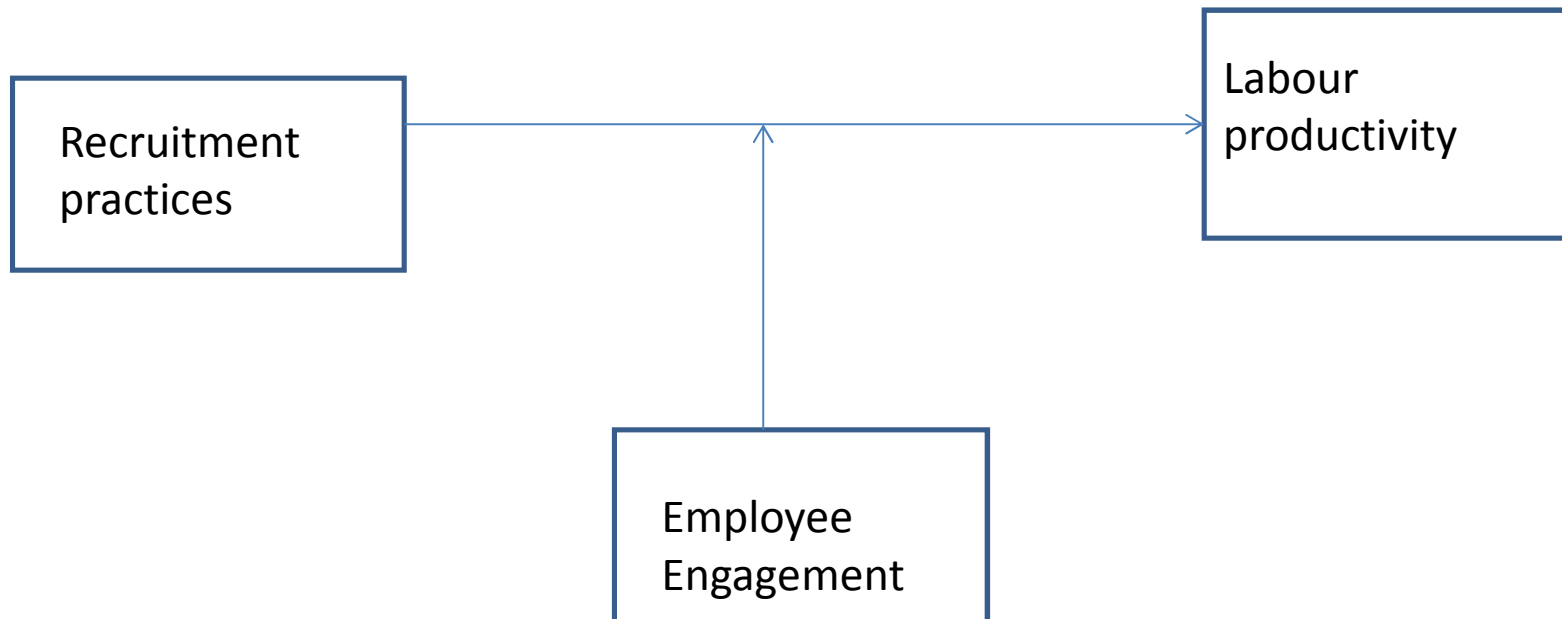 Recruitment
practices
Labour
productivity
Employee
Engagement